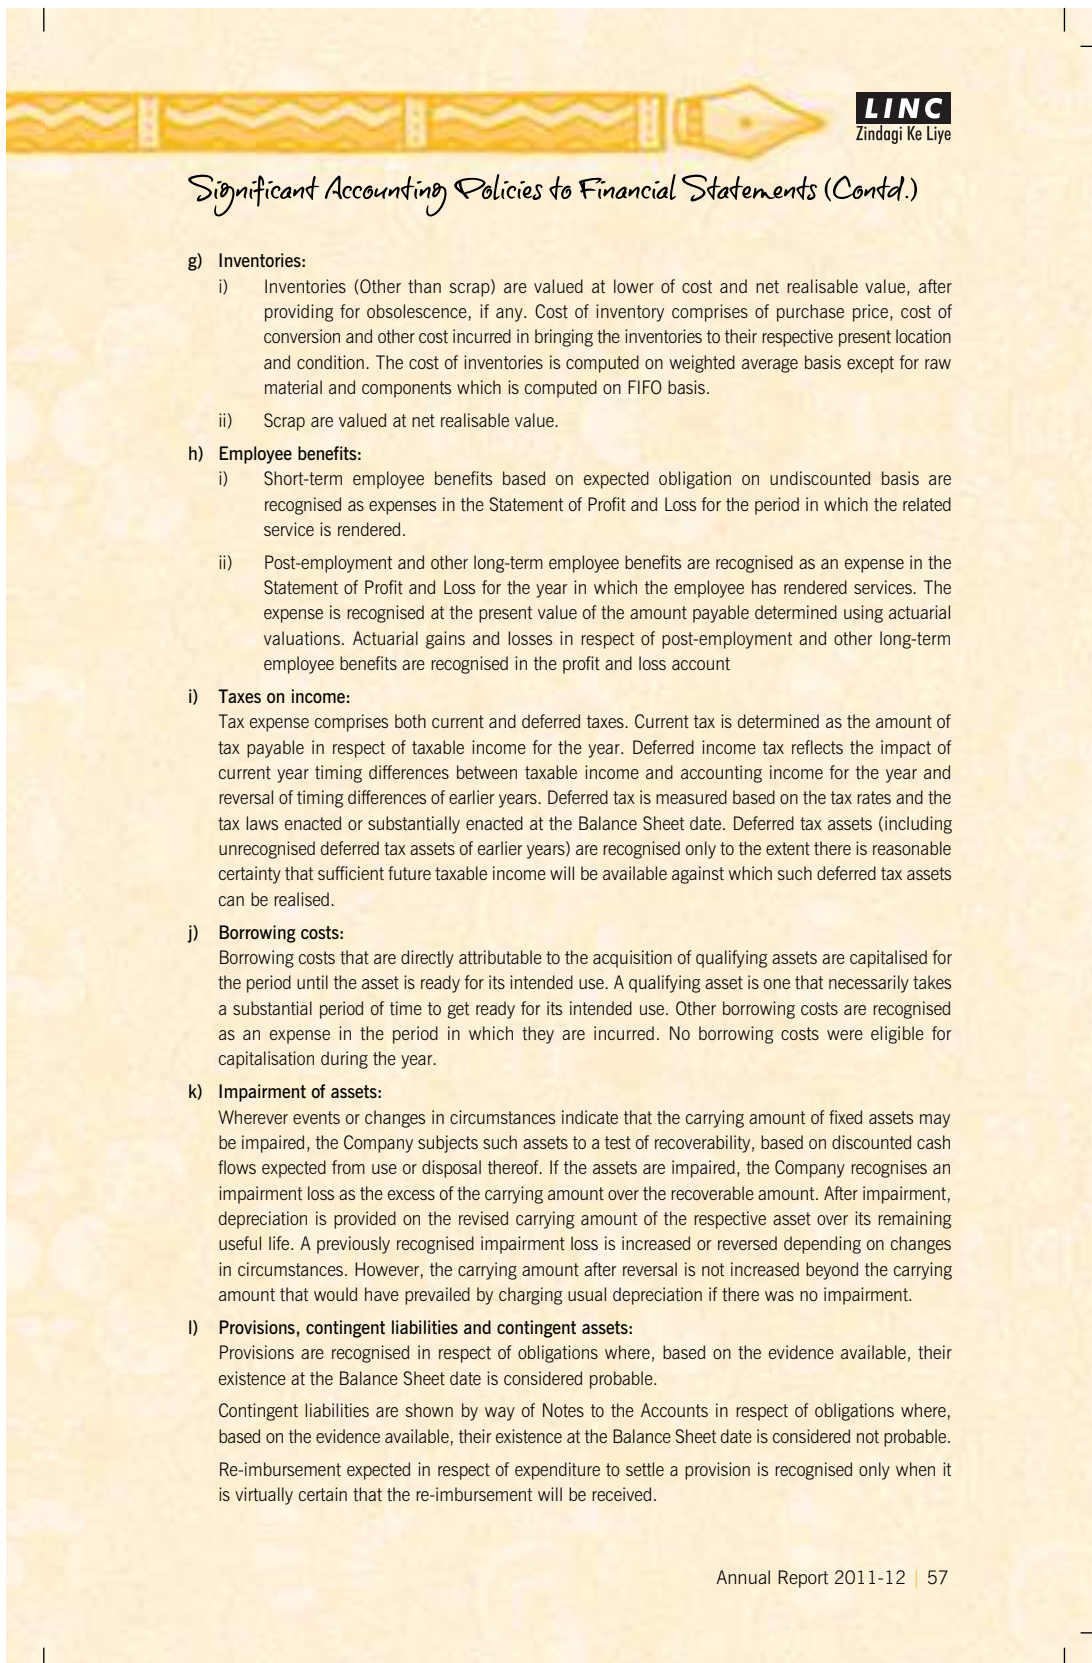 LINC
Zindagi Ke Liye
Significant Accounting Policies to Financial Statements (Contd.)
g) Inventories:
i) Inventories (Other than scrap) are valued at lower of cost and net realisable value, after
providing for obsolescence, if any. Cost of inventory comprises of purchase price, cost of
conversion and other cost incurred in bringing the inventories to their respective present location
and condition. The cost of inventories is computed on weighted average basis except for raw
material and components which is computed on FIFO basis.
ii) Scrap are valued at net realisable value.
h) Employee benefits:
i) Short-term employee benefits based on expected obligation on undiscounted basis are
recognised as expenses in the Statement of Profit and Loss for the period in which the related
service is rendered.
ii) Post-employment and other long-term employee benefits are recognised as an expense in the
Statement of Profit and Loss for the year in which the employee has rendered services. The
expense is recognised at the present value of the amount payable determined using actuarial
valuations. Actuarial gains and losses in respect of post-employment and other long-term
employee benefits are recognised in the profit and loss account
i) Taxes on income:
Tax expense comprises both current and deferred taxes. Current tax is determined as the amount of
tax payable in respect of taxable income for the year. Deferred income tax reflects the impact of
current year timing differences between taxable income and accounting income for the year and
reversal of timing differences of earlier years. Deferred tax is measured based on the tax rates and the
tax laws enacted or substantially enacted at the Balance Sheet date. Deferred tax assets (including
unrecognised deferred tax assets of earlier years) are recognised only to the extent there is reasonable
certainty that sufficient future taxable income will be available against which such deferred tax assets
can be realised.
j) Borrowing costs:
Borrowing costs that are directly attributable to the acquisition of qualifying assets are capitalised for
the period until the asset is ready for its intended use. A qualifying asset is one that necessarily takes
a substantial period of time to get ready for its intended use. Other borrowing costs are recognised
as an expense in the period in which they are incurred. No borrowing costs were eligible for
capitalisation during the year.
k) Impairment of assets:
Wherever events or changes in circumstances indicate that the carrying amount of fixed assets may
be impaired, the Company subjects such assets to a test of recoverability, based on discounted cash
flows expected from use or disposal thereof. If the assets are impaired, the Company recognises an
impairment loss as the excess of the carrying amount over the recoverable amount. After impairment,
depreciation is provided on the revised carrying amount of the respective asset over its remaining
useful life. A previously recognised impairment loss is increased or reversed depending on changes
in circumstances. However, the carrying amount after reversal is not increased beyond the carrying
amount that would have prevailed by charging usual depreciation if there was no impairment.
l) Provisions, contingent liabilities and contingent assets:
Provisions are recognised in respect of obligations where, based on the evidence available, their
existence at the Balance Sheet date is considered probable.
Contingent liabilities are shown by way of Notes to the Accounts in respect of obligations where,
based on the evidence available, their existence at the Balance Sheet date is considered not probable.
Re-imbursement expected in respect of expenditure to settle a provision is recognised only when it
is virtually certain that the re-imbursement will be received.
Annual Report 2011-12 | 57